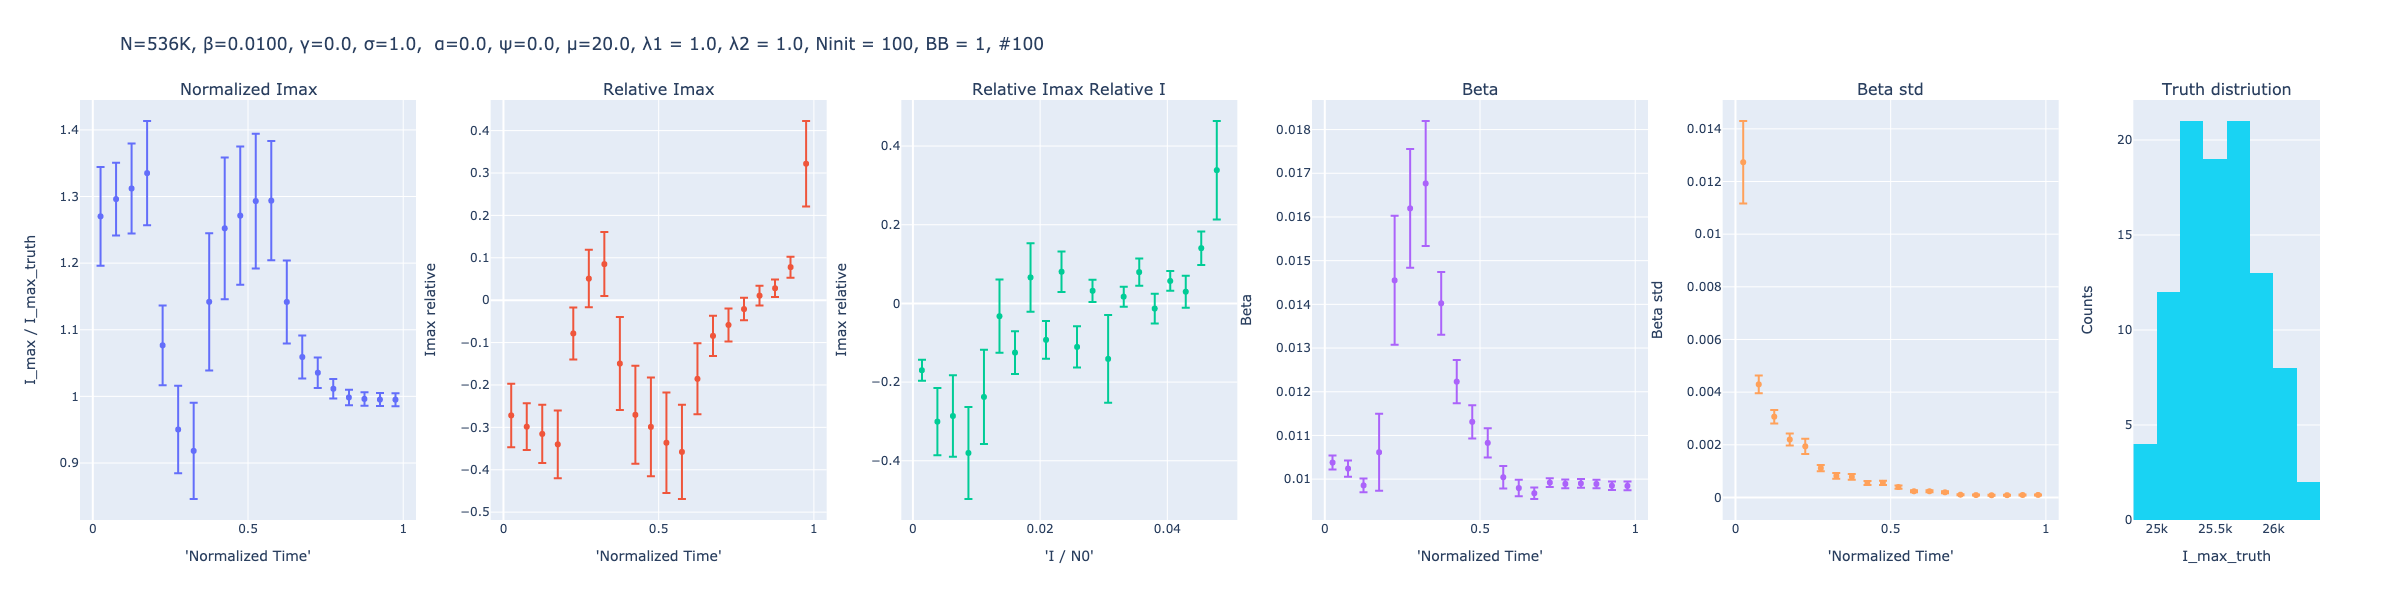 N=536K, β=0.0100, γ=0.0, σ=1.0, α=0.0, ψ=0.0, μ=20.0, λ1 = 1.0, λ2 = 1.0, Ninit = 100, BB = 1, #100
Normalized Imax
I_max / I_max_truth
1.4
1.3
1.2
1.1
1
0.9
0
0.5
1
'Normalized Time'
Relative Imax
Imax relative
0.4
0.3
0.2
0.1
0
−0.1
−0.2
−0.3
−0.4
−0.5
0
0.5
1
'Normalized Time'
Relative Imax Relative I
Imax relative
0.4
0.2
0
−0.2
−0.4
0
0.02
0.04
'I / N0'
Beta
Beta
0.018
0.017
0.016
0.015
0.014
0.013
0.012
0.011
0.01
0
0.5
1
'Normalized Time'
Beta std
Beta std
0.014
0.012
0.01
0.008
0.006
0.004
0.002
0
0
0.5
1
'Normalized Time'
Truth distriution
Counts
20
15
10
5
0
25k
25.5k
26k
I_max_truth